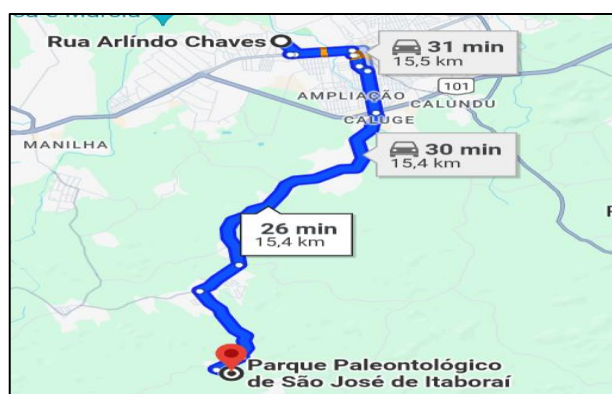 Rua Arlíndo Chaves
31 min
15,5 km
101
AMPLIAÇÃO
CALUNDU
CALUGE
MANILHA
30 min
15,4 km
26 min
15,4 km
Parque Paleontológico
de São José de Itaboraí